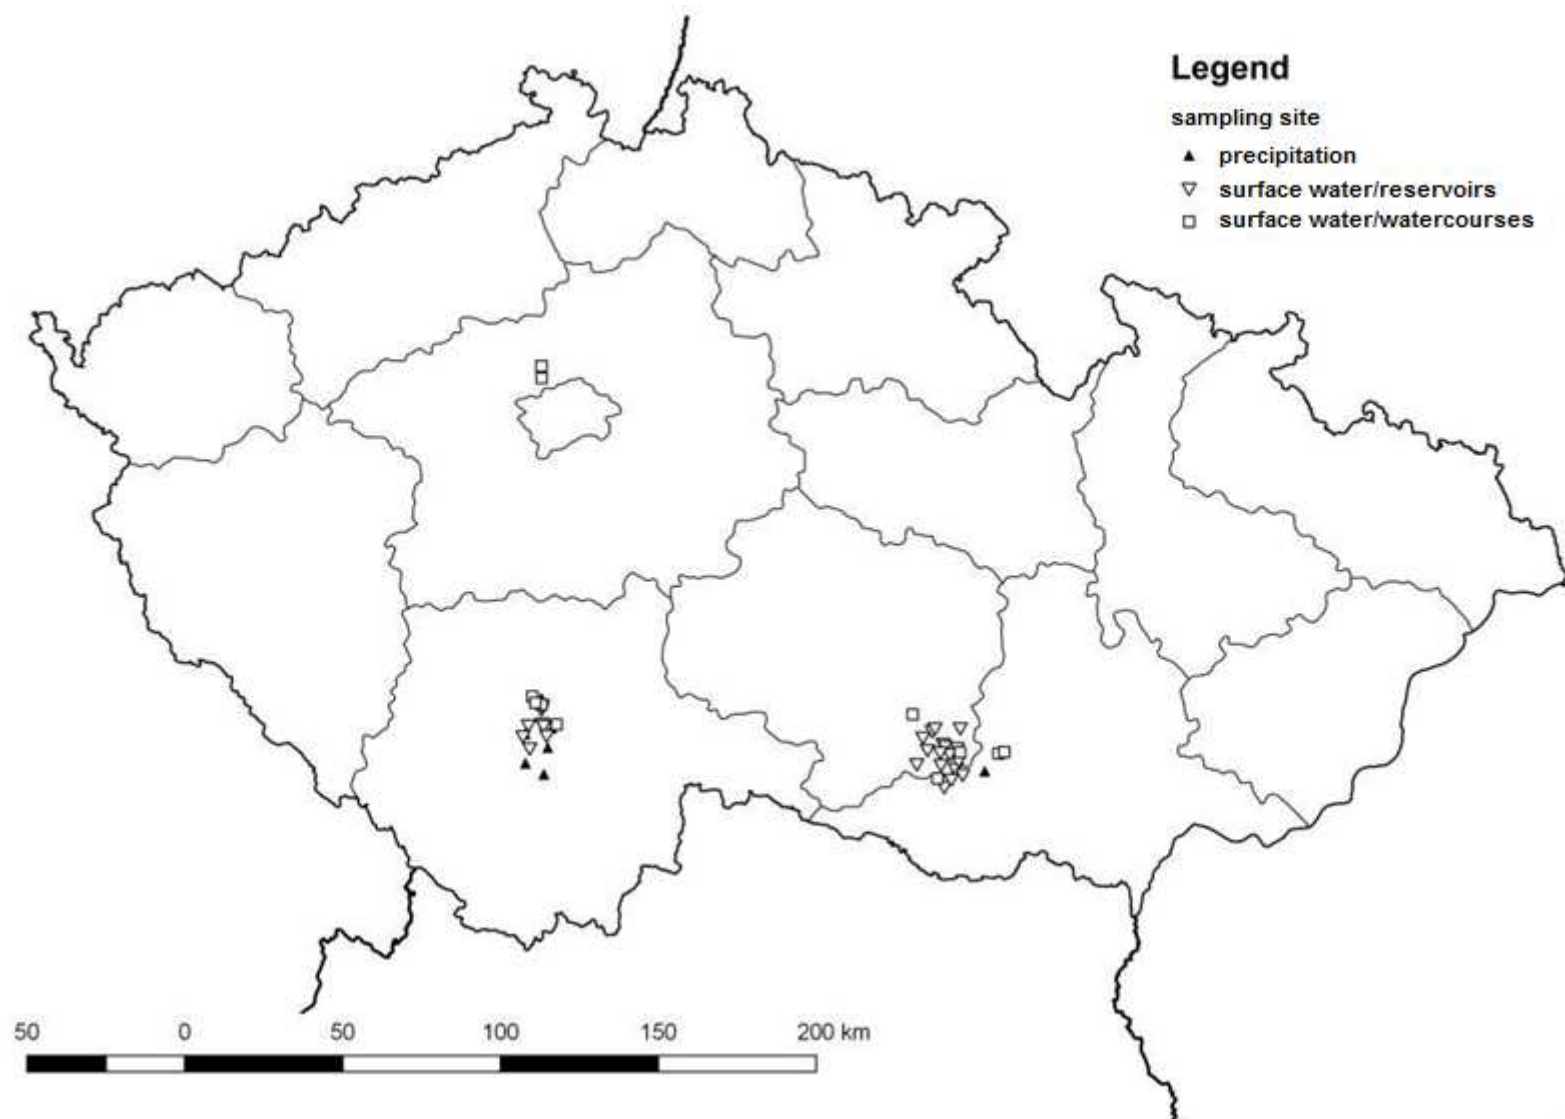 Legend
sampling site
precipitation
surface water/reservoirs
surface water/watercourses
50 0 50 100 150 200 km